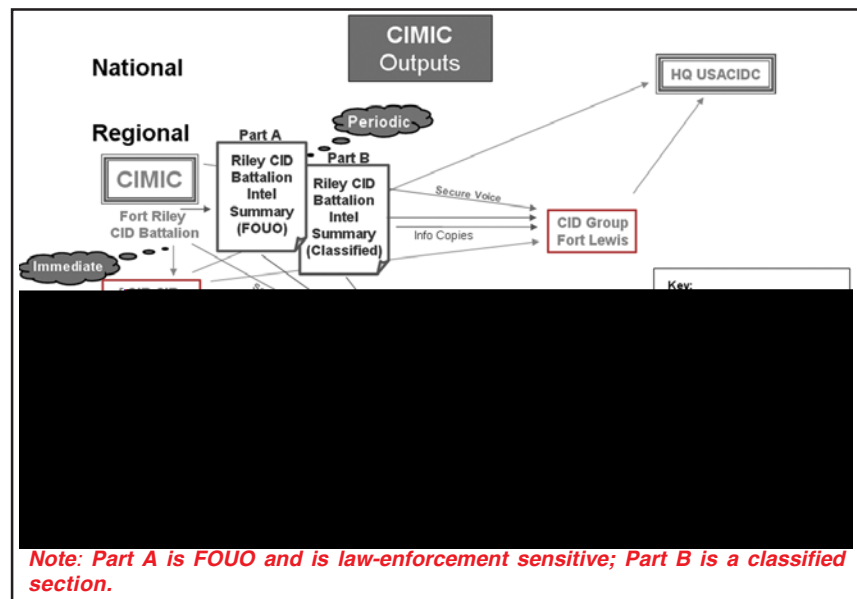 CIMIC
Outputs
National
HQ USACIDC
Regional
Periodic
Part A
Riley CID
Battalion
Intel
Summary
(FOUO)
Part B
Riley CID
Battalion
Intel
Summary
(Classified)
CIMIC
Fort Riley
CID Battalion
Secure Voice
Info Copies
CID Group
Fort Lewis
Immediate
Key:
Note: Part A is FOUO and is law-enforcement sensitive; Part B is a classified
section.